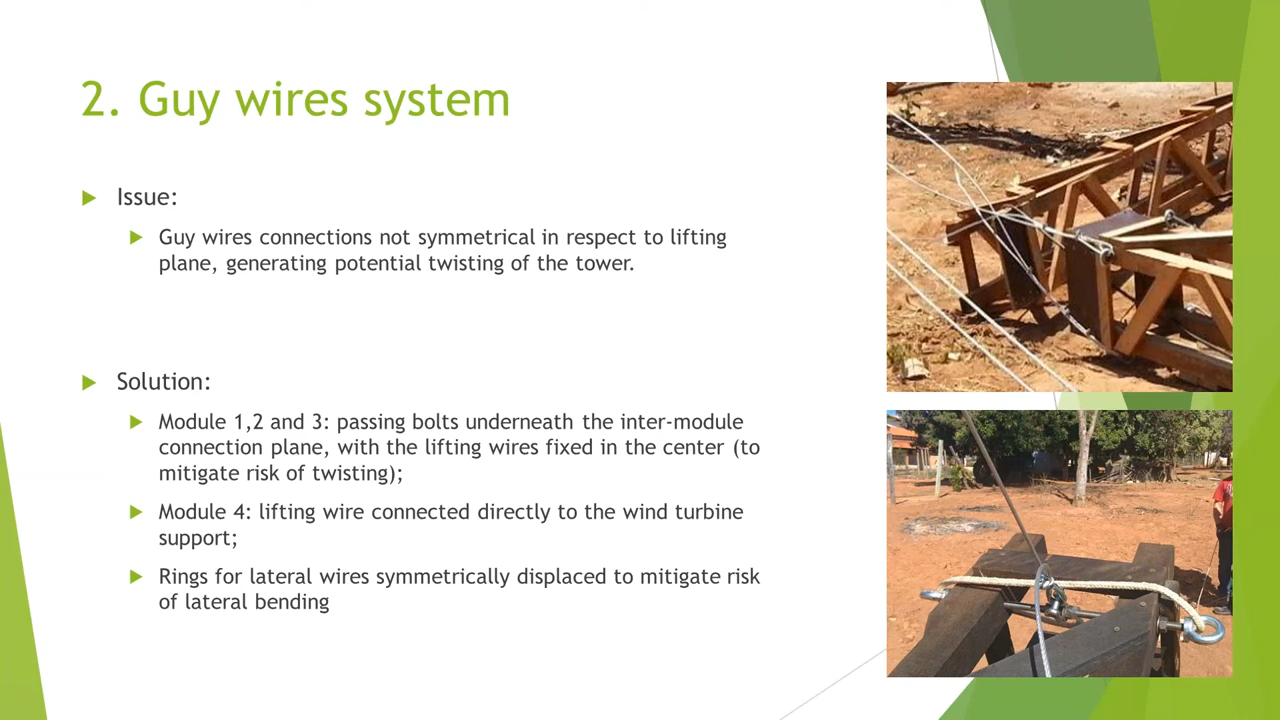 2. Guy wires system
Issue:
Guy wires connections not symmetrical in respect to lifting
plane, generating potential twisting of the tower.
Solution:
Module 1,2 and 3: passing bolts underneath the inter-module
connection plane, with the lifting wires fixed in the center (to
mitigate risk of twisting);
Module 4: lifting wire connected directly to the wind turbine
support;
Rings for lateral wires symmetrically displaced to mitigate risk
of lateral bending